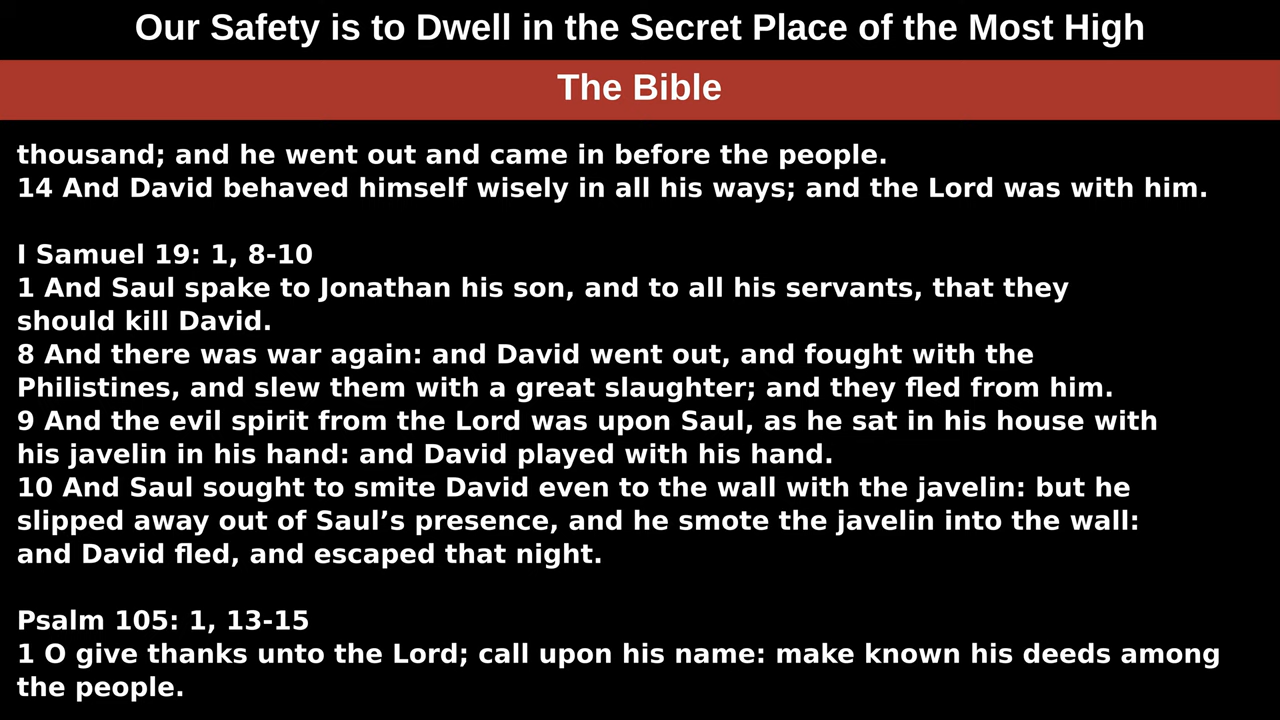 Our Safety is to Dwell in the Secret Place of the Most High
The Bible
thousand; and he went out and came in before the people.
14 And David behaved himself wisely in all his ways; and the Lord was with him.
I Samuel 19: 1, 8-10
1 And Saul spake to Jonathan his son, and to all his servants, that they
should kill David.
8 And there was war again: and David went out, and fought with the
Philistines, and slew them with a great slaughter; and they fled from him.
9 And the evil spirit from the Lord was upon Saul, as he sat in his house with
his javelin in his hand: and David played with his hand.
10 And Saul sought to smite David even to the wall with the javelin: but he
slipped away out of Saul’s presence, and he smote the javelin into the wall:
and David fled, and escaped that night.
Psalm 105: 1, 13-15
1 O give thanks unto the Lord; call upon his name: make known his deeds among
the people.